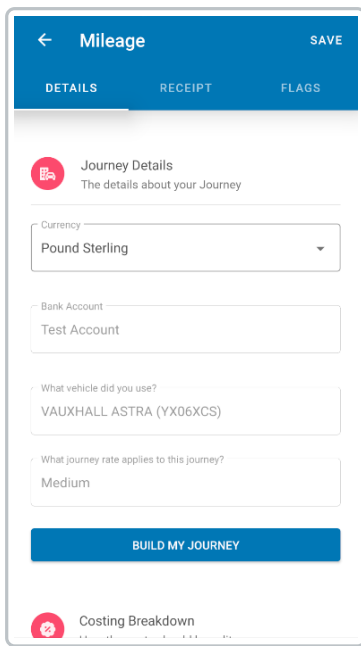 Mileage
SAVE
DETAILS
RECEIPT
FLAGS
Journey Details
The details about your Journey
Currency
Pound Sterling
Bank Account
Test Account
What vehicle did you use?
VAUXHALL ASTRA (YX06XCS)
What journey rate applies to this journey?
Medium
BUILD MY JOURNEY
Costing Breakdown